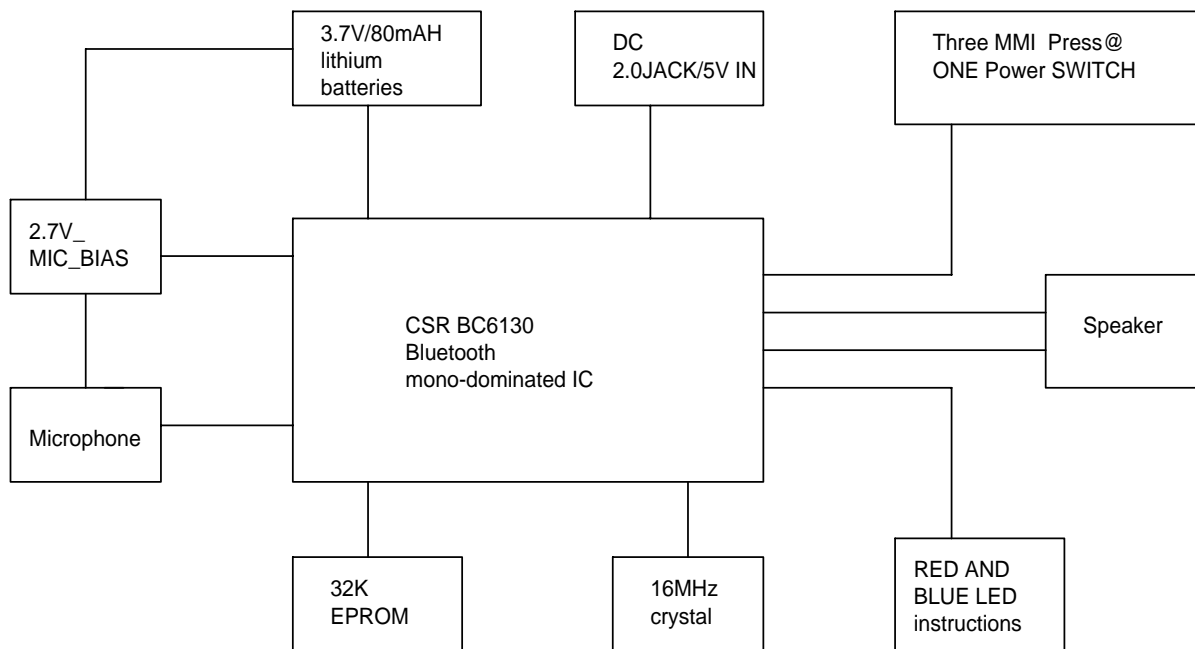 3.7V/80mAH
lithium
batteries
DC
2.0JACK/5V IN
Three MMI Press@
ONE Power SWITCH
2.7V_
MIC_BIAS
CSR BC6130
Bluetooth
mono-dominated IC
Speaker
Microphone
32K
EPROM
16MHz
crystal
RED AND
BLUE LED
instructions